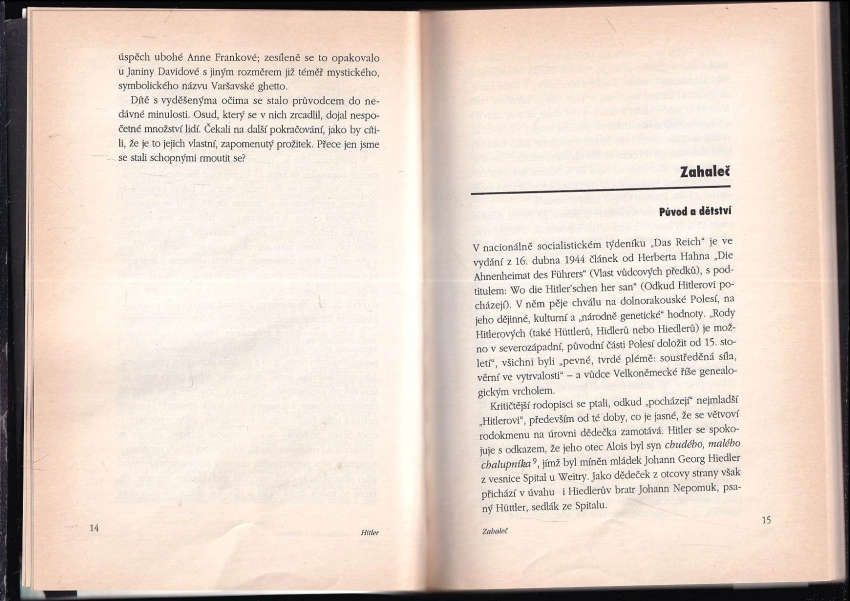 úspěch ubohé Anne Frankové; zesíleně se to opakovalo
u Janiny Davidové s jiným rozměrem již téměř mystického,
symbolického názvu Varšavské ghetto.
Dítě s vyděšenýma očima se stalo průvodcem do ne-
dávné minulosti. Osud, který se v nich zrcadlil, dojal nespo-
četné množství lidí. Čekali na další pokračování, jako by cíti-
li, že je to jejich vlastní, zapomenutý prožitek. Přece jen jsme
se stali schopnými rmoutit se?
14
Hitler
Zahaleč
Původ a dětství
V nacionálně socialistickém týdeníku „Das Reich“ je ve
vydání z 16. dubna 1944 článek od Herberta Hahna „Die
Ahnenheimat des Führers“ (Vlast vůdcových předků), s pod-
titulem: Wo die Hitler'schen her san“ (Odkud Hitlerovi po-
cházejí). V něm pěje chválu na dolnorakouské Polesí, na
jeho dějinné, kulturní a „národně genetické“ hodnoty. „Rody
Hitlerových (také Hüttlerů, Hidlerů nebo Hiedlerů) je mož-
no v severozápadní, původní části Polesí doložit od 15. sto-
letí“, všichni byli „pevné, tvrdé plémě: soustředěná síla,
věrní ve vytrvalosti“ – a vůdce Velkoněmecké říše genealo-
gickým vrcholem.
Kritičtější rodopisci se ptali, odkud „pocházejí“ nejmladší
„Hitlerovi“, především od té doby, co je jasné, že se větvoví
rodokmenu na úrovni dědečka zamotává. Hitler se spoko-
juje s odkazem, že jeho otec Alois byl syn chudého, malého
chalupníka⁹, jímž byl míněn mládek Johann Georg Hiedler
z vesnice Spital u Weitry. Jako dědeček z otcovy strany však
přichází v úvahu i Hiedlerův bratr Johann Nepomuk, psa-
ný Hüttler, sedlák ze Spitalu.
Zahaleč
15